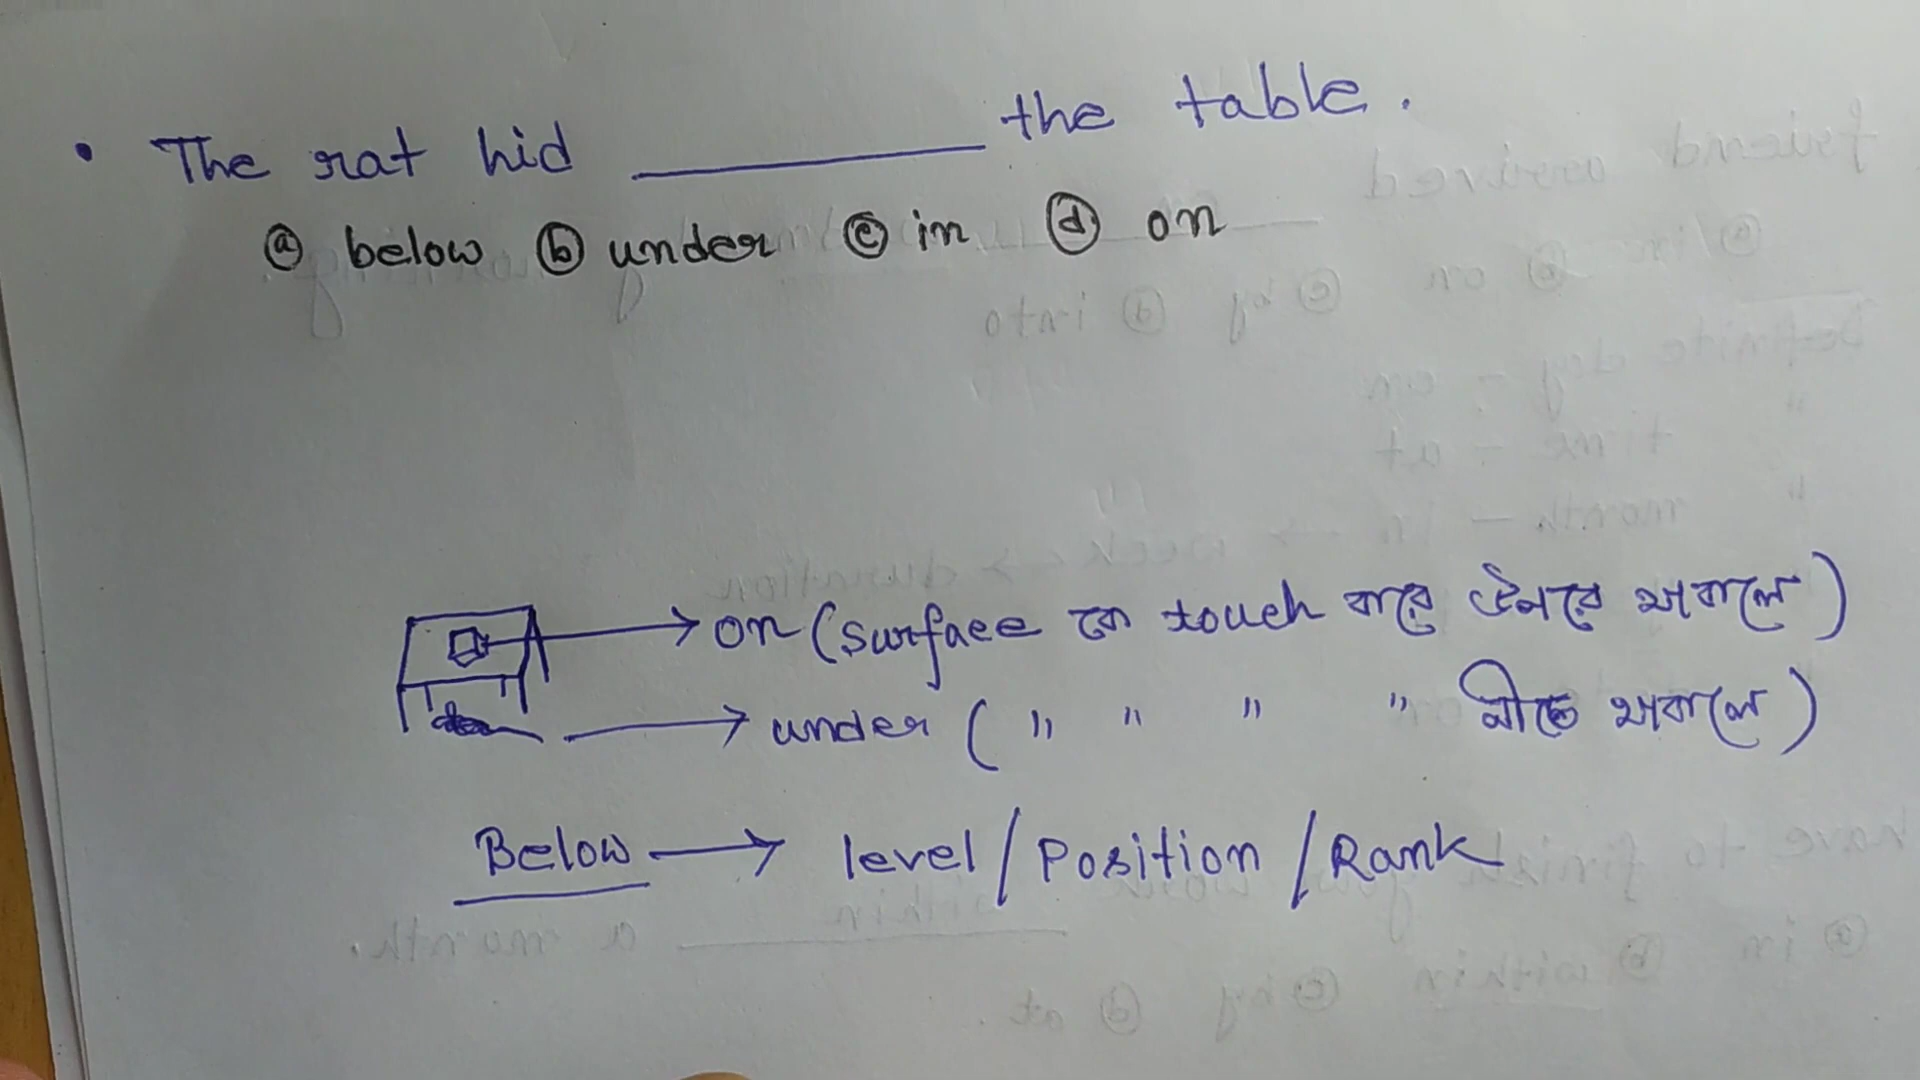 • The rat hid ________ the table.
ⓐ below ⓑ under ⓒ in ⓓ on
→ on (surface কে touch করে উপরে থাকলে)
→ under ( " " " " নীচে থাকলে)
Below → level / Position / Rank